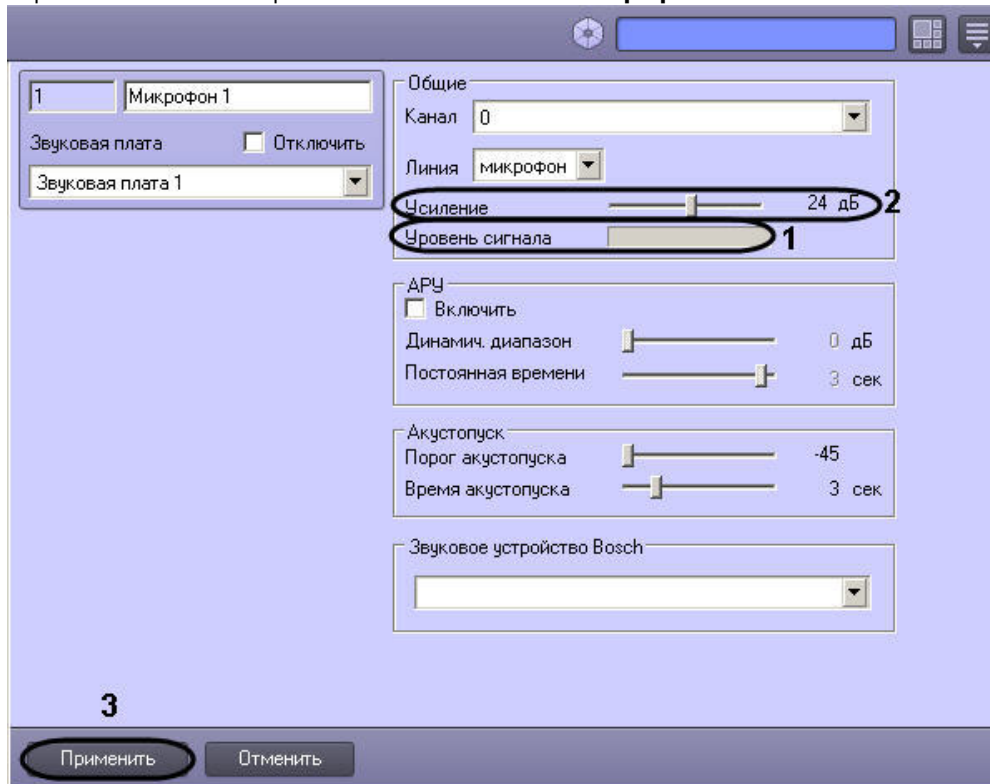 1
Микрофон 1
Звуковая плата
Отключить
Звуковая плата 1
Общие
Канал 0
Линия микрофон
Усиление 24 дБ 2
Уровень сигнала 1
АРУ
Включить
Динамич. диапазон 0 дБ
Постоянная времени 3 сек
Акустопуск
Порог акустопуска -45
Время акустопуска 3 сек
Звуковое устройство Bosch
3
Применить Отменить